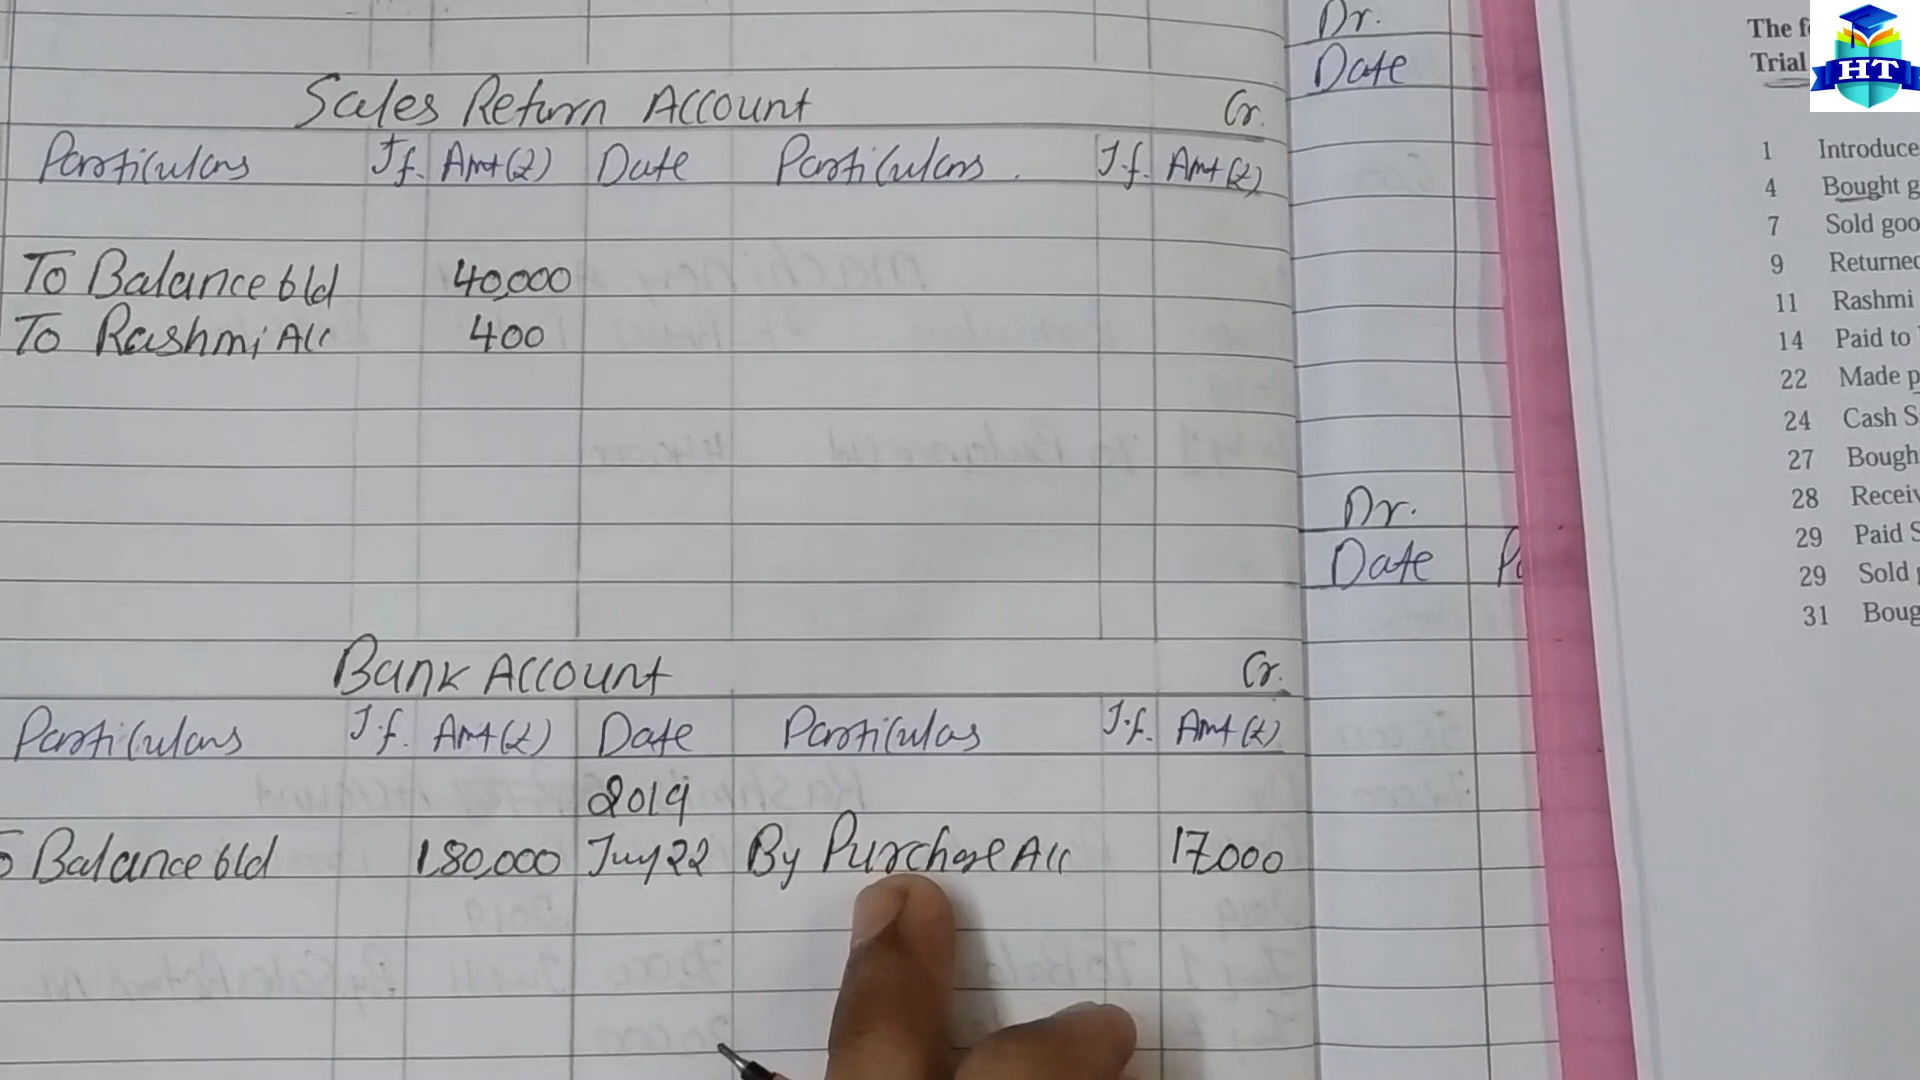 Sales Return Account
Cr.
Particulars J.f. Amt(₹) Date Particulars. J.f. Amt(₹)
To Balance b/d 40,000
To Rashmi A/c 400
Bank Account
Cr.
Particulars J.f. Amt(₹) Date Particulas J.f. Amt(₹)
2019
Balance b/d 1,80,000 July 22 By Purchase A/c 17,000
Dr.
Date
Dr.
Date
The
Trial
HT
1 Introduce
4 Bought g
7 Sold goo
9 Returned
11 Rashmi
14 Paid to
22 Made p
24 Cash S
27 Bough
28 Receiv
29 Paid S
29 Sold
31 Boug